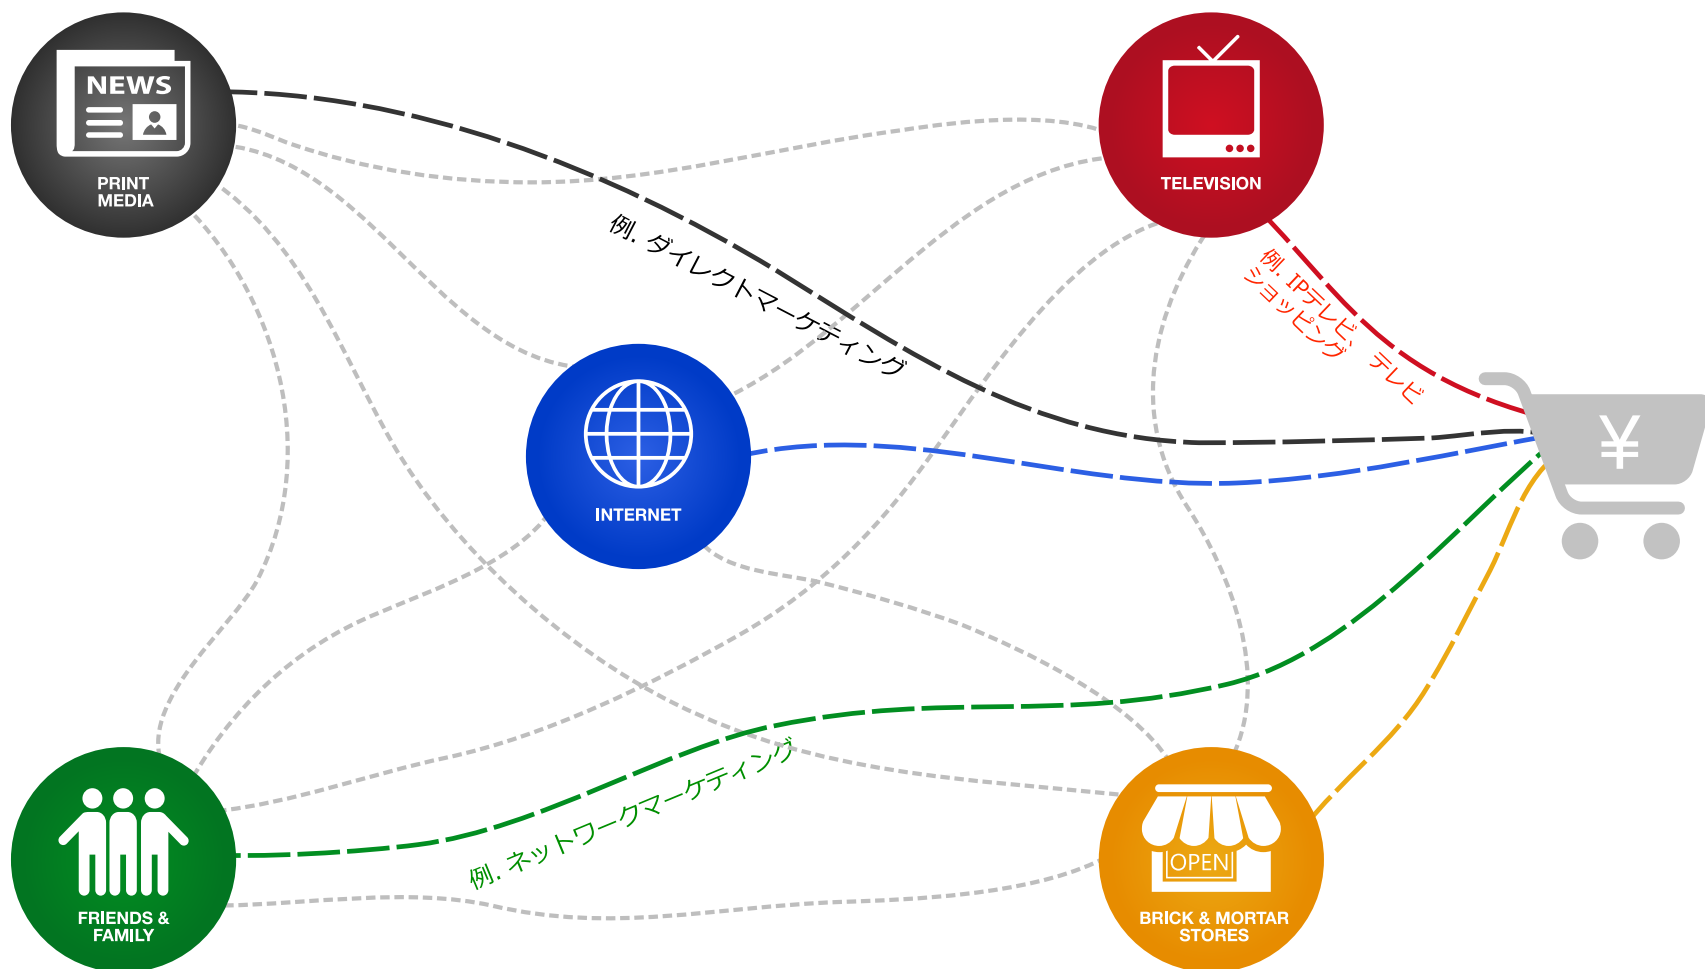 NEWS
PRINT
MEDIA
TELEVISION
例. ダイレクトマーケティング
例. IPテレビ、テレビ
ショッピング
¥
INTERNET
例. ネットワークマーケティング
OPEN
FRIENDS &
FAMILY
BRICK & MORTAR
STORES